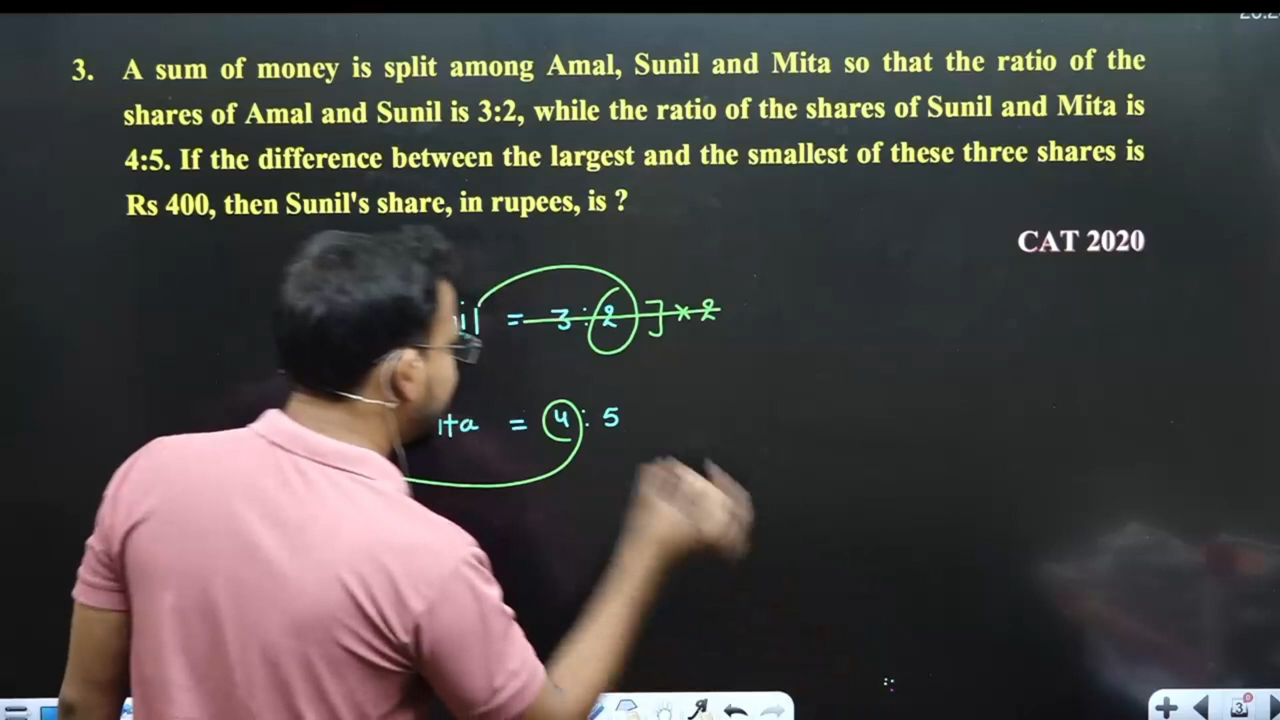 3. A sum of money is split among Amal, Sunil and Mita so that the ratio of the
shares of Amal and Sunil is 3:2, while the ratio of the shares of Sunil and Mita is
4:5. If the difference between the largest and the smallest of these three shares is
Rs 400, then Sunil's share, in rupees, is ?
CAT 2020
= 3 : 2 ] × 2
= 4 : 5
3